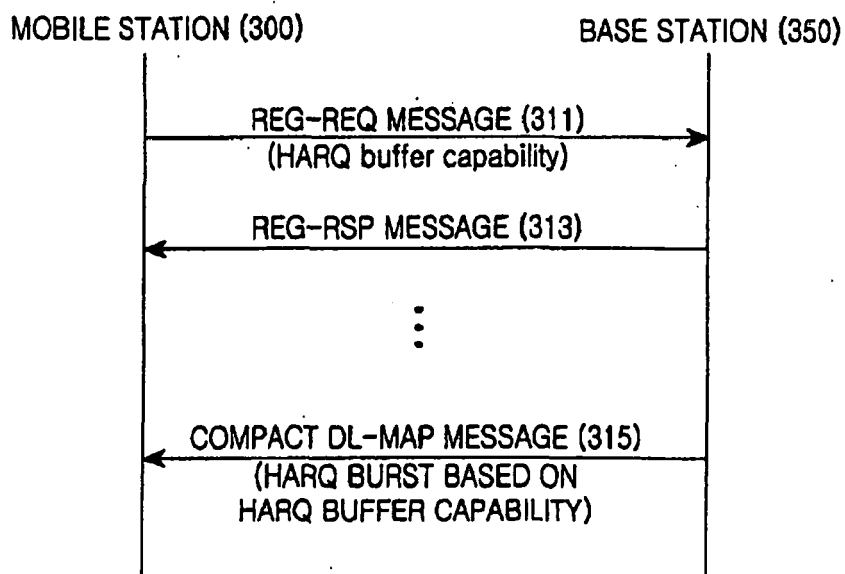 MOBILE STATION (300)
BASE STATION (350)
REG-REQ MESSAGE (311)
(HARQ buffer capability)
REG-RSP MESSAGE (313)
COMPACT DL-MAP MESSAGE (315)
(HARQ BURST BASED ON
HARQ BUFFER CAPABILITY)